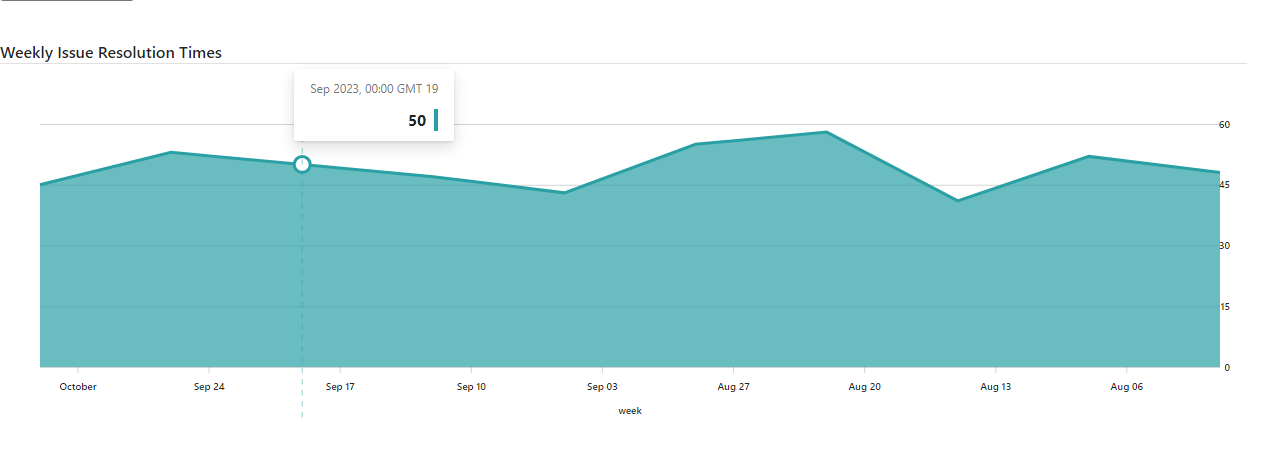 Weekly Issue Resolution Times
Sep 2023, 00:00 GMT 19
50
60
45
30
15
0
October Sep 24 Sep 17 Sep 10 Sep 03 Aug 27 Aug 20 Aug 13 Aug 06
week